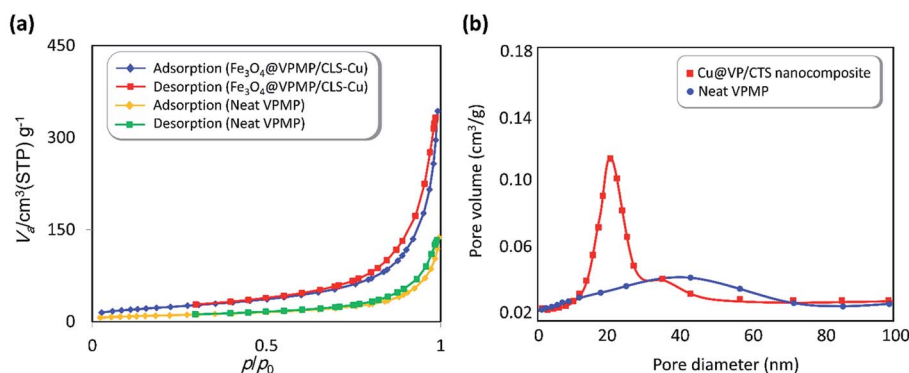 (a)
450
300
150
0
Vₐ/cm³(STP) g⁻¹
Adsorption (Fe₃O₄@VPMP/CLS-Cu)
Desorption (Fe₃O₄@VPMP/CLS-Cu)
Adsorption (Neat VPMP)
Desorption (Neat VPMP)
0
0.5
1
p/p₀
(b)
0.18
0.14
0.10
0.06
0.02
Pore volume (cm³/g)
Cu@VP/CTS nanocomposite
Neat VPMP
0
20
40
60
80
100
Pore diameter (nm)